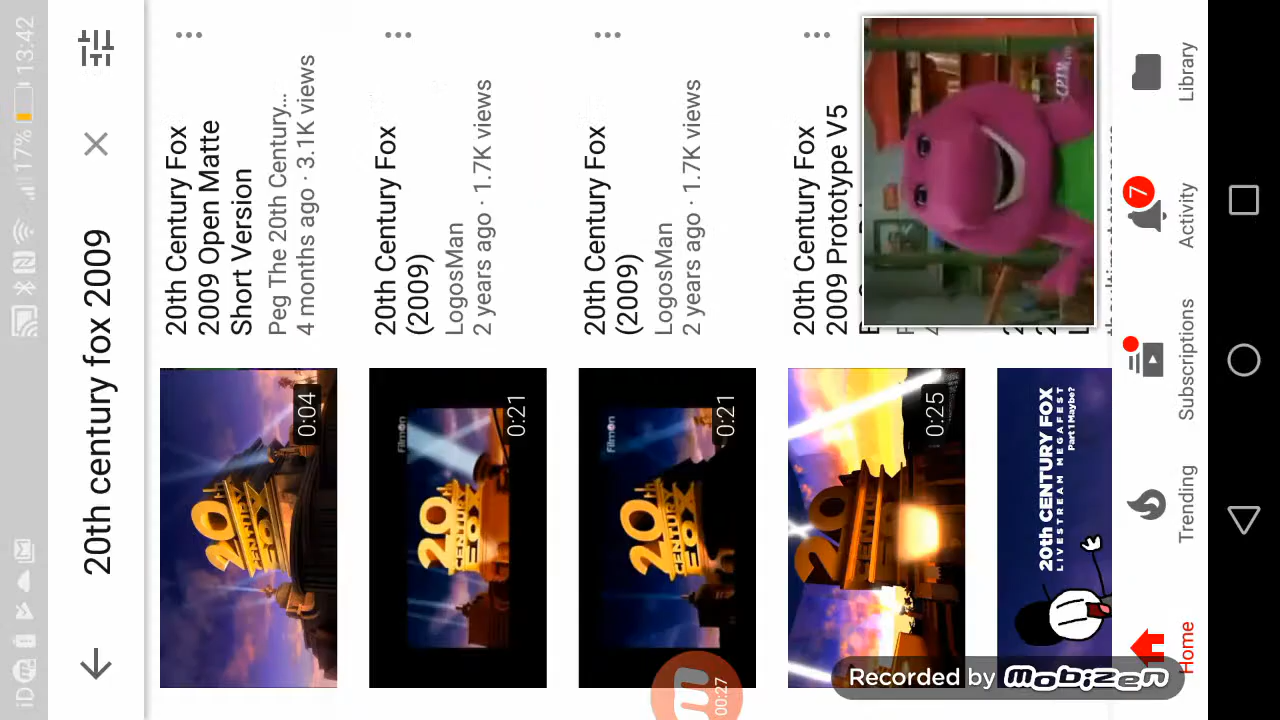 iD
17% 13:42
20th century fox 2009
0:04
20th Century Fox
2009 Open Matte
Short Version
Peg The 20th Century...
4 months ago · 3.1K views
filmon
0:21
20th Century Fox
(2009)
LogosMan
2 years ago · 1.7K views
filmon
0:21
20th Century Fox
(2009)
LogosMan
2 years ago · 1.7K views
0:25
20th Century Fox
2009 Prototype V5
20th CENTURY FOX
LIVESTREAM MEGAFEST
Part 1 Maybe?
Home
Trending
Subscriptions
7
Activity
Library
00:27
Recorded by mobizen